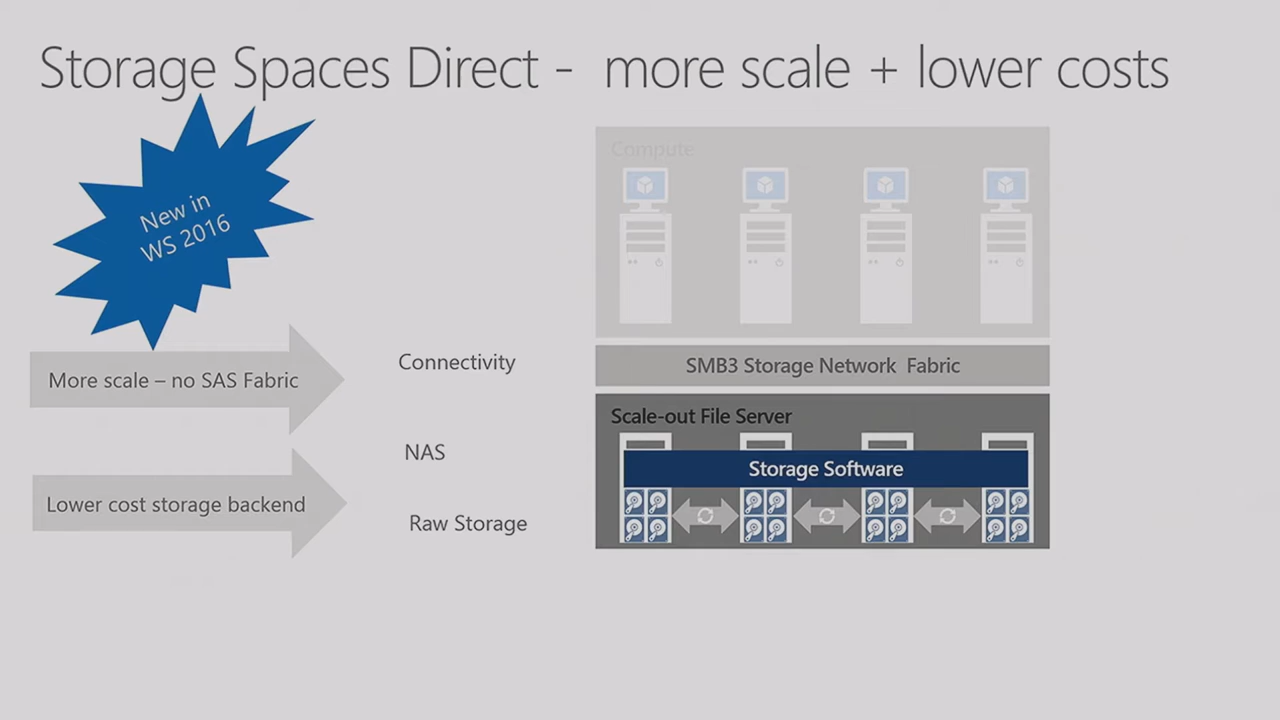 Storage Spaces Direct - more scale + lower costs
New in
WS 2016
More scale – no SAS Fabric
Lower cost storage backend
Connectivity
NAS
Raw Storage
Compute
SMB3 Storage Network Fabric
Scale-out File Server
Storage Software